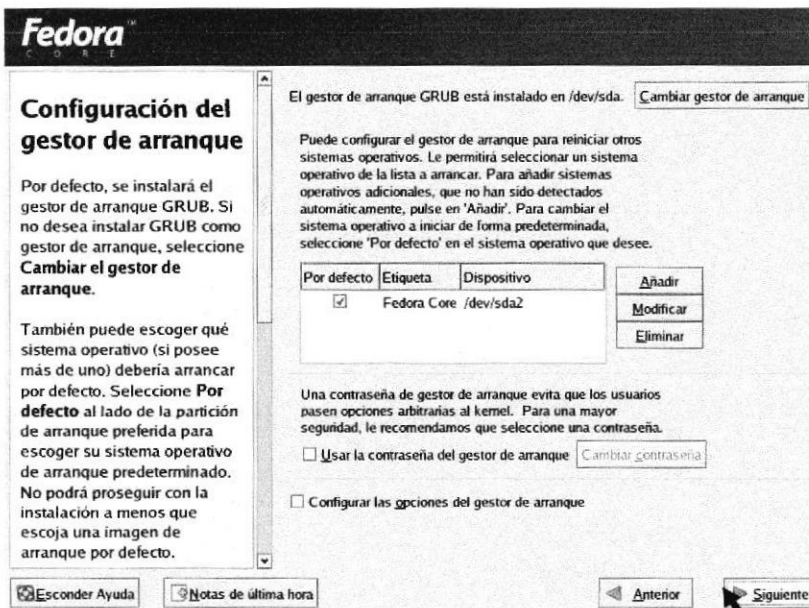 Fedora™
CORE
Configuración del
gestor de arranque
Por defecto, se instalará el
gestor de arranque GRUB. Si
no desea instalar GRUB como
gestor de arranque, seleccione
Cambiar el gestor de
arranque.
También puede escoger qué
sistema operativo (si posee
más de uno) debería arrancar
por defecto. Seleccione Por
defecto al lado de la partición
de arranque preferida para
escoger su sistema operativo
de arranque predeterminado.
No podrá proseguir con la
instalación a menos que
escoja una imagen de
arranque por defecto.
El gestor de arranque GRUB está instalado en /dev/sda. Cambiar gestor de arranque
Puede configurar el gestor de arranque para reiniciar otros
sistemas operativos. Le permitirá seleccionar un sistema
operativo de la lista a arrancar. Para añadir sistemas
operativos adicionales, que no han sido detectados
automáticamente, pulse en 'Añadir'. Para cambiar el
sistema operativo a iniciar de forma predeterminada,
seleccione 'Por defecto' en el sistema operativo que desee.
Por defecto Etiqueta Dispositivo
Fedora Core /dev/sda2
Añadir
Modificar
Eliminar
Una contraseña de gestor de arranque evita que los usuarios
pasen opciones arbitrarias al kernel. Para una mayor
seguridad, le recomendamos que seleccione una contraseña.
Usar la contraseña del gestor de arranque Cambiar contraseña
Configurar las opciones del gestor de arranque
Esconder Ayuda Notas de última hora Anterior Siguiente